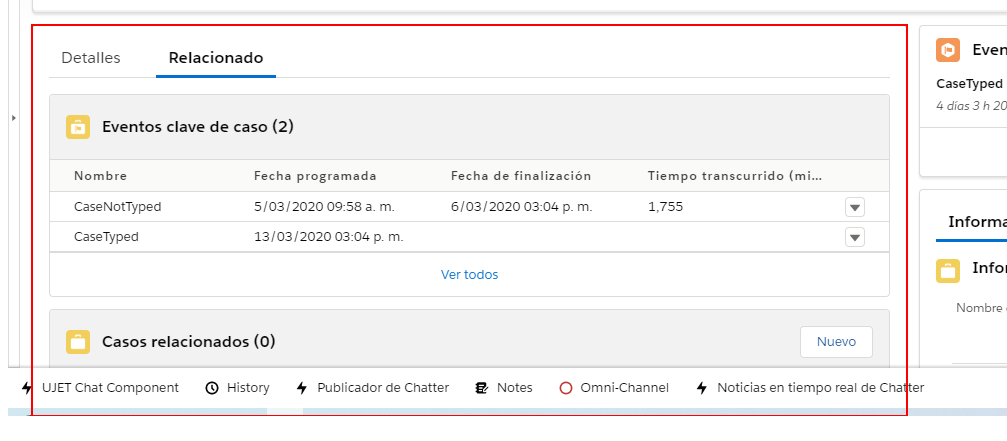 Detalles
Relacionado
Eventos clave de caso (2)
Nombre
Fecha programada
Fecha de finalización
Tiempo transcurrido (mi...
CaseNotTyped
5/03/2020 09:58 a. m.
6/03/2020 03:04 p. m.
1,755
CaseTyped
13/03/2020 03:04 p. m.
Ver todos
Casos relacionados (0)
Nuevo
Even
CaseTyped
4 días 3 h 20
Informa
Infor
Nombre
UJET Chat Component
History
Publicador de Chatter
Notes
Omni-Channel
Noticias en tiempo real de Chatter